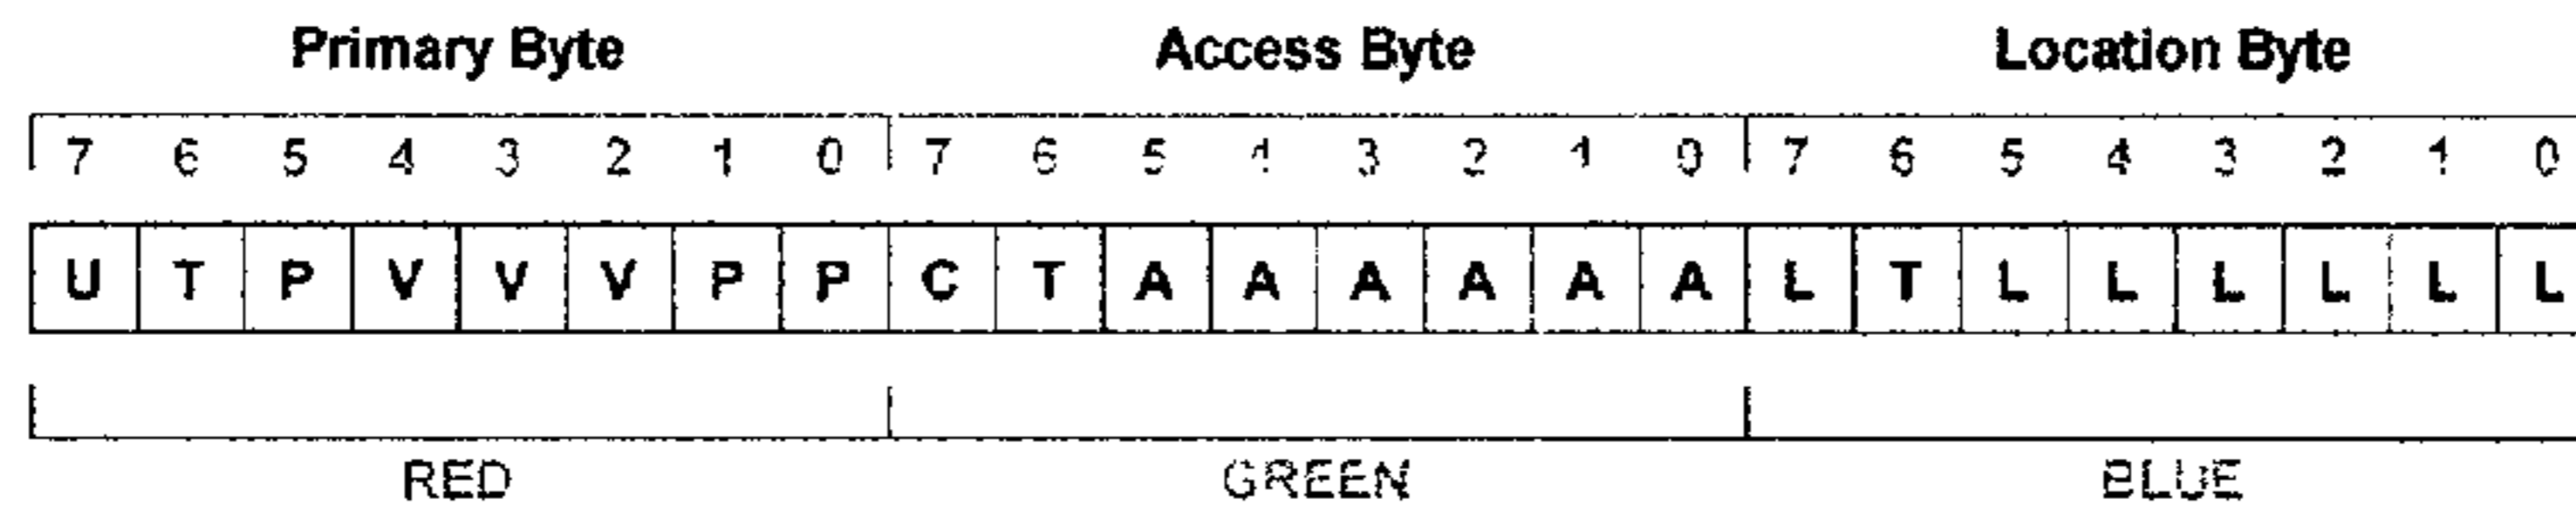 Primary Byte Access Byte Location Byte
7 6 5 4 3 2 1 0 7 6 5 4 3 2 1 0 7 6 5 4 3 2 1 0
U T P V V V P P C T A A A A A A L T L L L L L L
RED GREEN BLUE